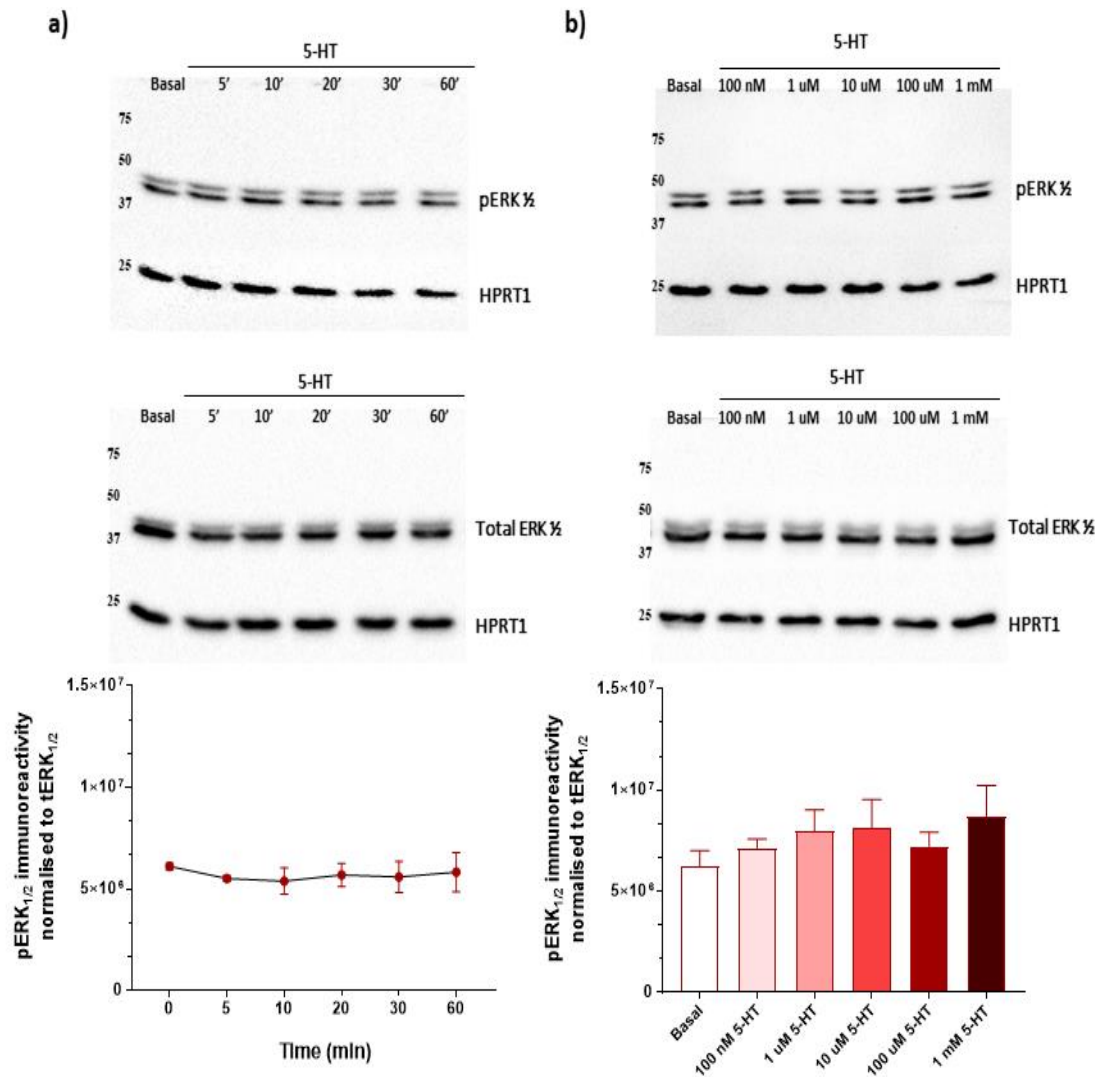 a)
5-HT
Basal 5' 10' 20' 30' 60'
75
50
37
25
pERK ½
HPRT1
5-HT
Basal 5' 10' 20' 30' 60'
75
50
37
25
Total ERK ½
HPRT1
pERK1/2 immunoreactivity
normalised to tERK1/2
1.5×10⁷
1×10⁷
5×10⁶
0
0 5 10 20 30 60
Time (min)
b)
5-HT
Basal 100 nM 1 uM 10 uM 100 uM 1 mM
75
50
37
25
pERK ½
HPRT1
5-HT
Basal 100 nM 1 uM 10 uM 100 uM 1 mM
75
50
37
25
Total ERK ½
HPRT1
pERK1/2 immunoreactivity
normalised to tERK1/2
1.5×10⁷
1×10⁷
5×10⁶
0
Basal
100 nM 5-HT
1 uM 5-HT
10 uM 5-HT
100 uM 5-HT
1 mM 5-HT